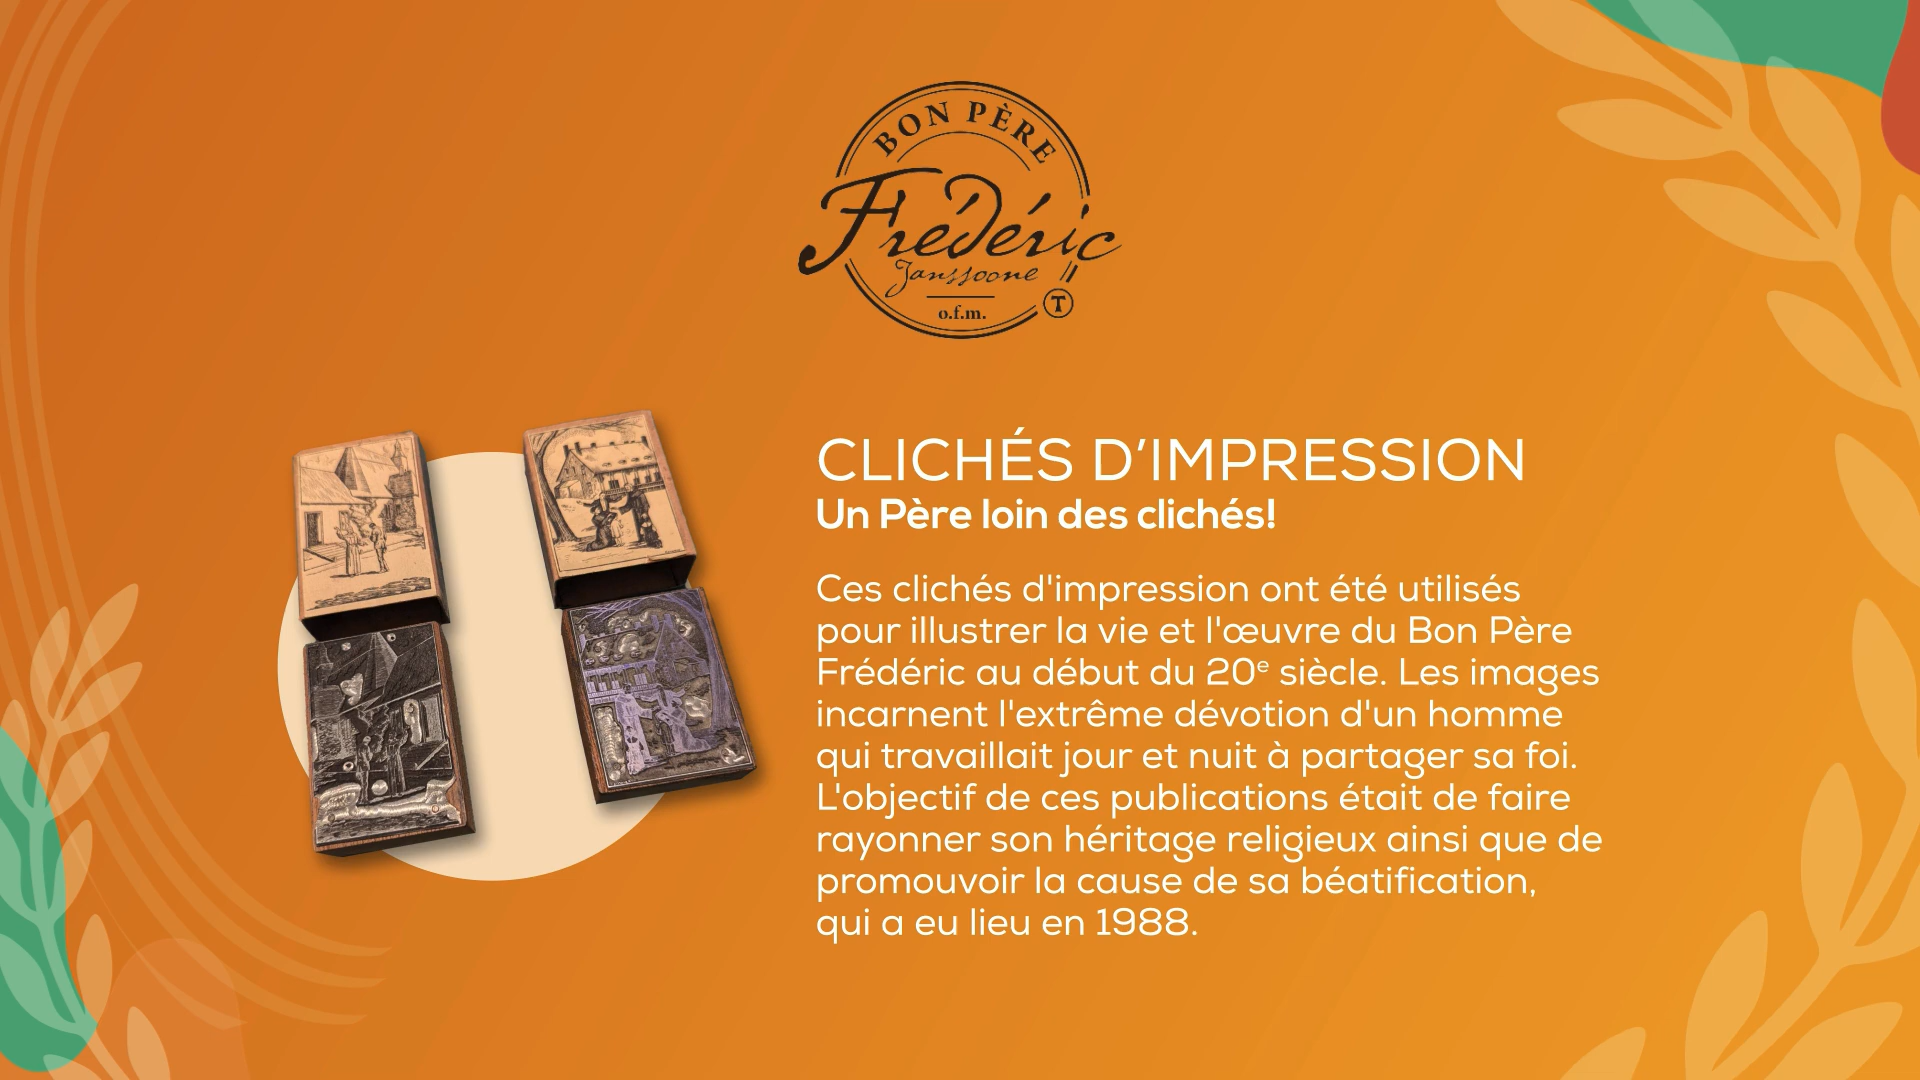 BON PÈRE
Frédéric
Janssoone
o.f.m.
T
CLICHÉS D’IMPRESSION
Un Père loin des clichés!
Ces clichés d'impression ont été utilisés
pour illustrer la vie et l'œuvre du Bon Père
Frédéric au début du 20e siècle. Les images
incarnent l'extrême dévotion d'un homme
qui travaillait jour et nuit à partager sa foi.
L'objectif de ces publications était de faire
rayonner son héritage religieux ainsi que de
promouvoir la cause de sa béatification,
qui a eu lieu en 1988.